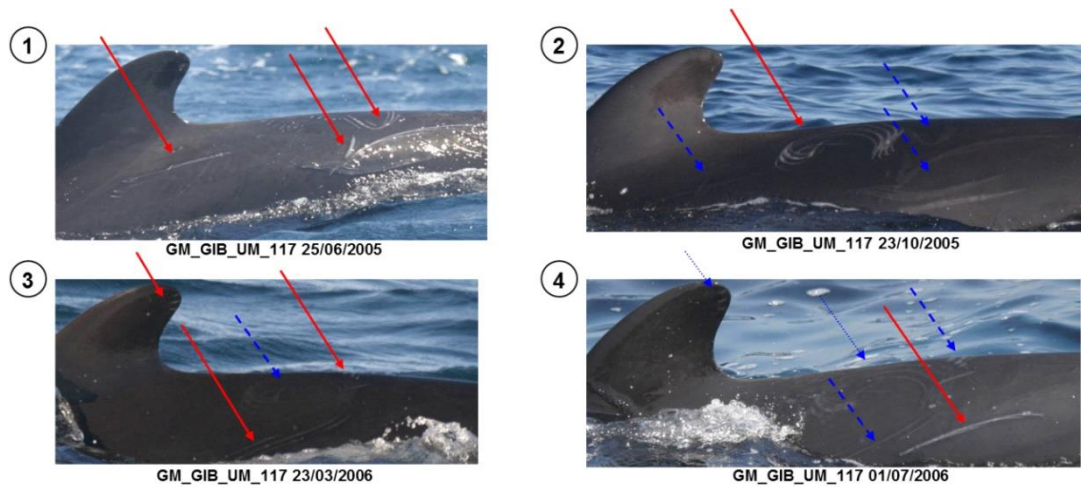 1
2
GM_GIB_UM_117 25/06/2005
GM_GIB_UM_117 23/10/2005
3
4
GM_GIB_UM_117 23/03/2006
GM_GIB_UM_117 01/07/2006